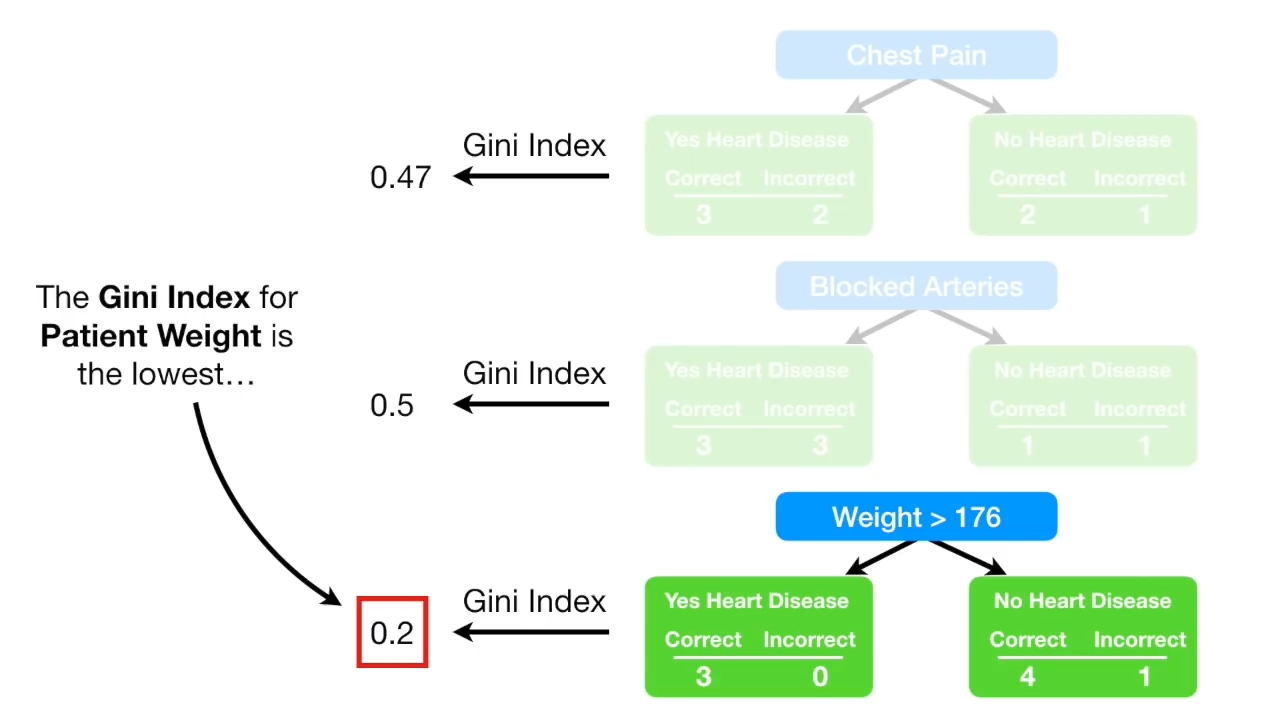 Chest Pain
Gini Index
0.47
Yes Heart Disease
Correct Incorrect
3 2
No Heart Disease
Correct Incorrect
2 1
The Gini Index for
Patient Weight is
the lowest…
Blocked Arteries
Gini Index
0.5
Yes Heart Disease
Correct Incorrect
3 3
No Heart Disease
Correct Incorrect
1 1
Weight > 176
Gini Index
0.2
Yes Heart Disease
Correct Incorrect
3 0
No Heart Disease
Correct Incorrect
4 1